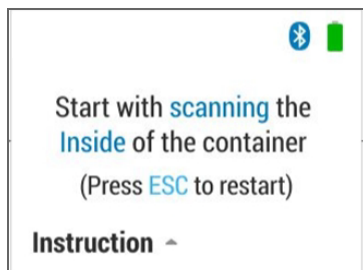 Start with scanning the
Inside of the container
(Press ESC to restart)
Instruction